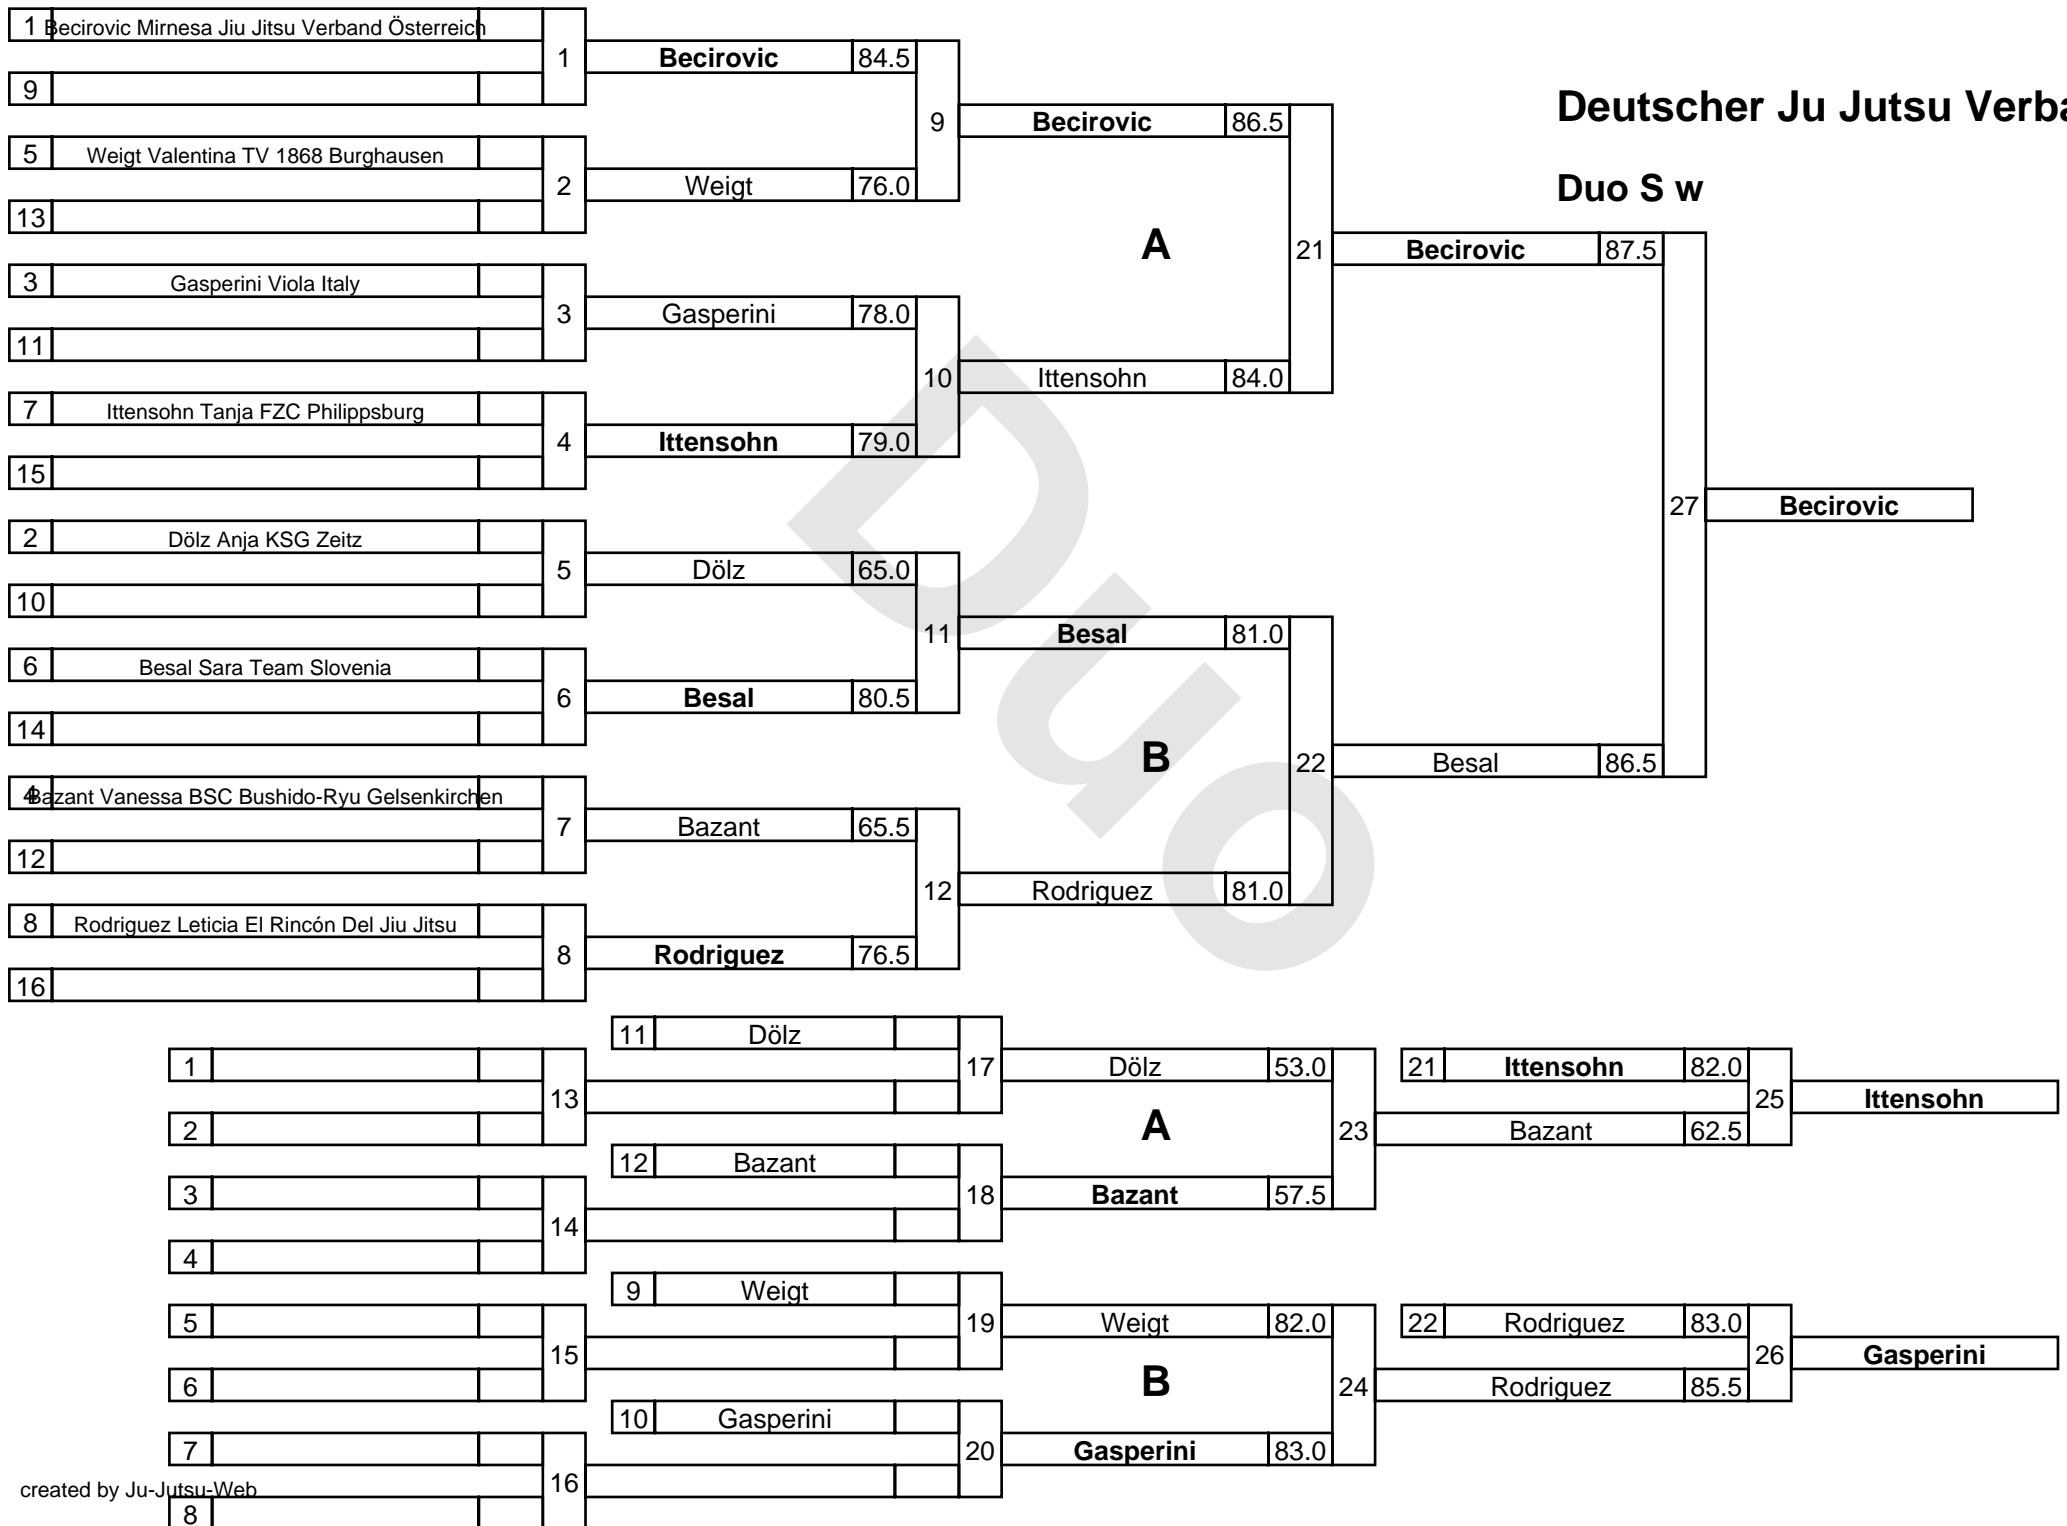 1 Becirovic Mirnesa Jiu Jitsu Verband Österreich
1
Becirovic 84.5
9
9
Becirovic 86.5
Deutscher Ju Jutsu Verba
5 Weigt Valentina TV 1868 Burghausen
2
Weigt 76.0
Duo S w
13
A
21
Becirovic 87.5
3 Gasperini Viola Italy
3
Gasperini 78.0
11
10
Ittensohn 84.0
7 Ittensohn Tanja FZC Philippsburg
4
Ittensohn 79.0
15
27
Becirovic
2 Dölz Anja KSG Zeitz
5
Dölz 65.0
10
11
Besal 81.0
6 Besal Sara Team Slovenia
6
Besal 80.5
14
B
22
Besal 86.5
4 Bazant Vanessa BSC Bushido-Ryu Gelsenkirchen
7
Bazant 65.5
12
12
Rodriguez 81.0
8 Rodriguez Leticia El Rincón Del Jiu Jitsu
8
Rodriguez 76.5
16
Duo
11 Dölz
1
17
Dölz 53.0
21 Ittensohn 82.0
13
25
Ittensohn
2
A
23
Bazant 62.5
12 Bazant
3
18
Bazant 57.5
14
4
9 Weigt
5
19
Weigt 82.0
22 Rodriguez 83.0
15
26
Gasperini
6
B
24
Rodriguez 85.5
10 Gasperini
7
20
Gasperini 83.0
16
created by Ju-Jutsu-Web
8